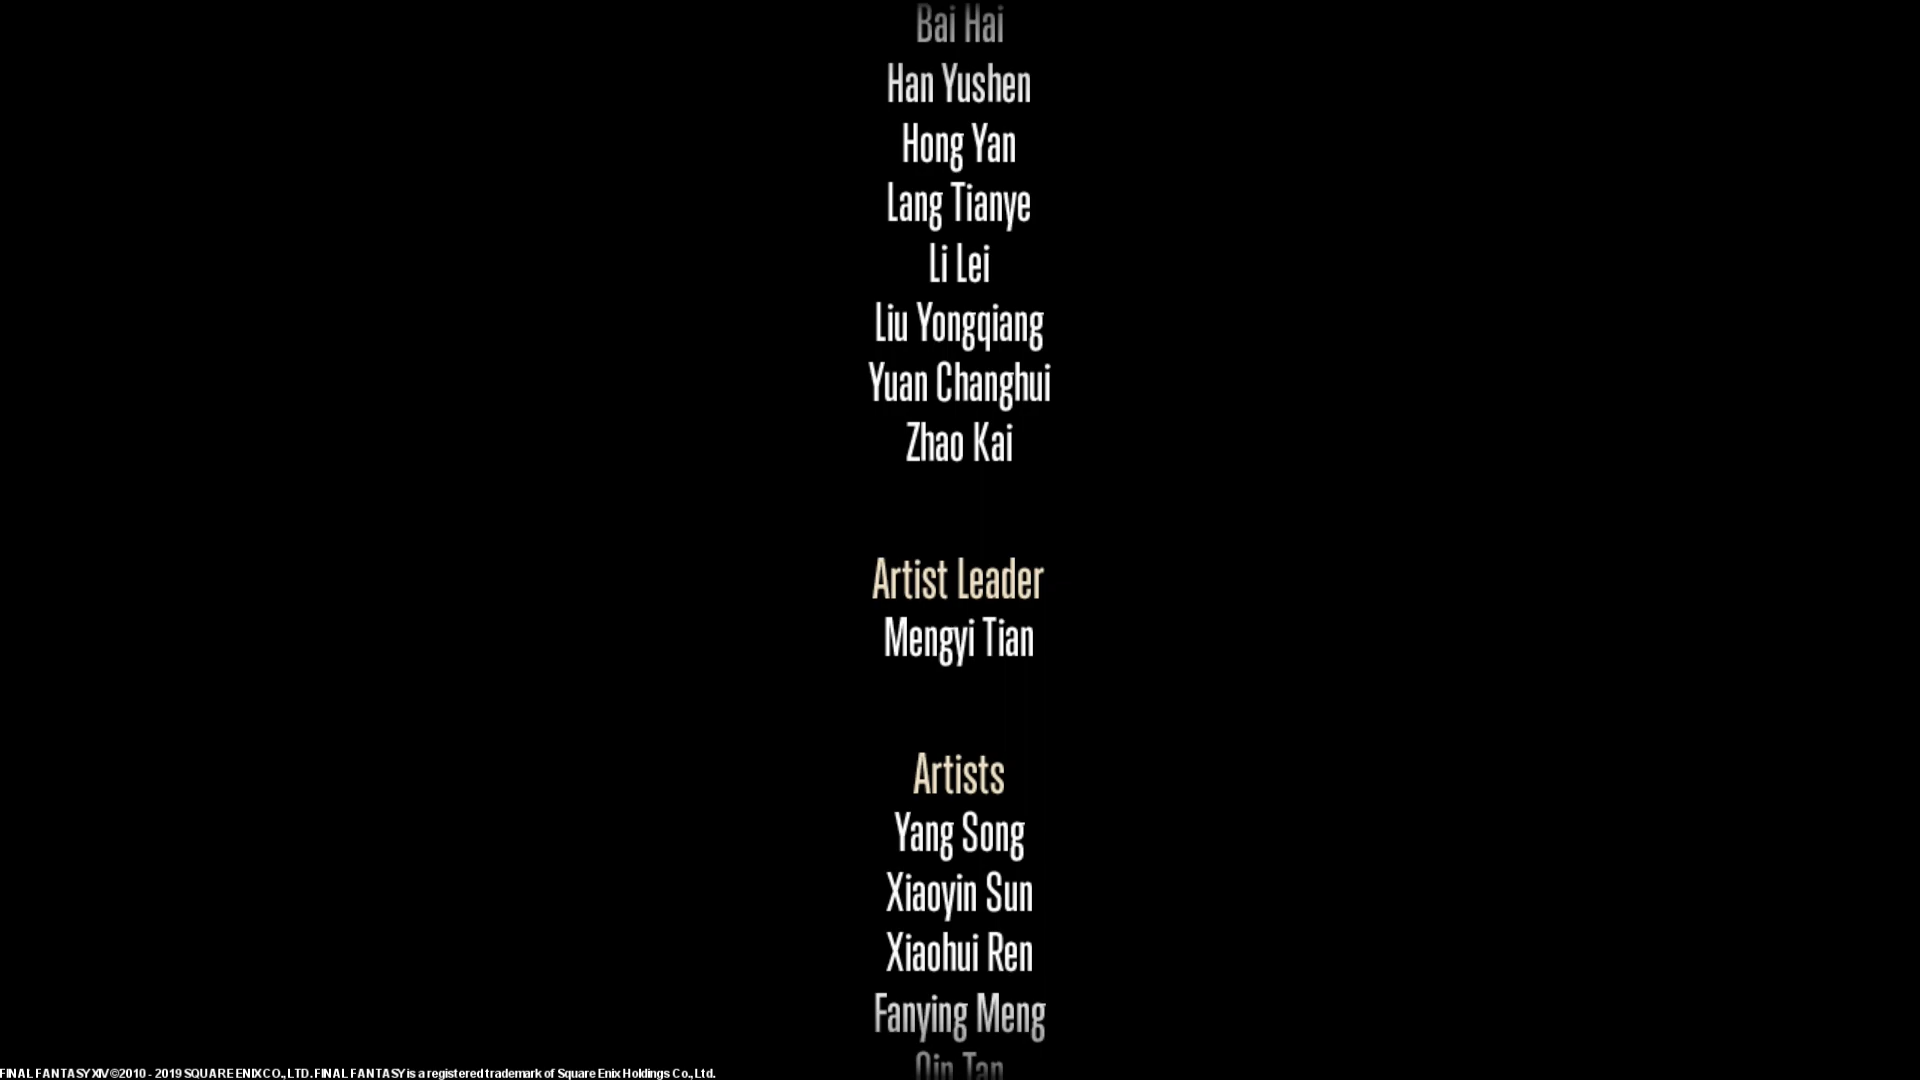 Bai Hai
Han Yushen
Hong Yan
Lang Tianye
Li Lei
Liu Yongqiang
Yuan Changhui
Zhao Kai
Artist Leader
Mengyi Tian
Artists
Yang Song
Xiaoyin Sun
Xiaohui Ren
Fanying Meng
Qin Tan
FINAL FANTASY XIV ©2010 - 2019 SQUARE ENIX CO., LTD. FINAL FANTASY is a registered trademark of Square Enix Holdings Co., Ltd.